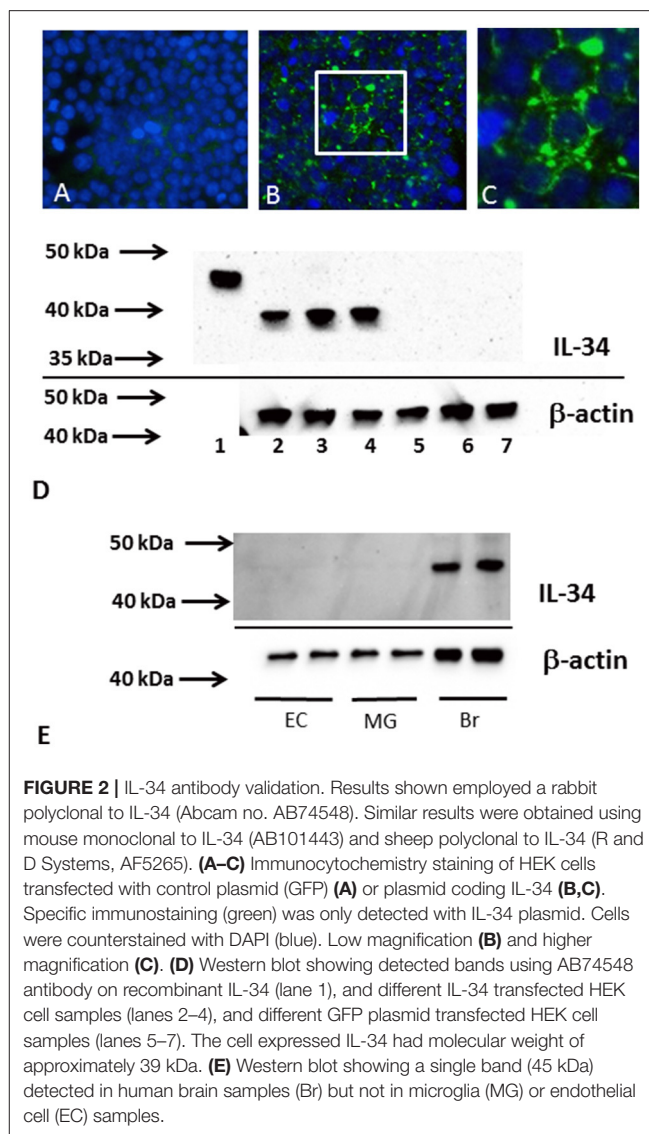 A
B
C
50 kDa
40 kDa
35 kDa
IL-34
50 kDa
40 kDa
β-actin
1 2 3 4 5 6 7
D
50 kDa
40 kDa
IL-34
40 kDa
β-actin
EC MG Br
E
FIGURE 2 | IL-34 antibody validation. Results shown employed a rabbit
polyclonal to IL-34 (Abcam no. AB74548). Similar results were obtained using
mouse monoclonal to IL-34 (AB101443) and sheep polyclonal to IL-34 (R and
D Systems, AF5265). (A–C) Immunocytochemistry staining of HEK cells
transfected with control plasmid (GFP) (A) or plasmid coding IL-34 (B,C).
Specific immunostaining (green) was only detected with IL-34 plasmid. Cells
were counterstained with DAPI (blue). Low magnification (B) and higher
magnification (C). (D) Western blot showing detected bands using AB74548
antibody on recombinant IL-34 (lane 1), and different IL-34 transfected HEK
cell samples (lanes 2–4), and different GFP plasmid transfected HEK cell
samples (lanes 5–7). The cell expressed IL-34 had molecular weight of
approximately 39 kDa. (E) Western blot showing a single band (45 kDa)
detected in human brain samples (Br) but not in microglia (MG) or endothelial
cell (EC) samples.